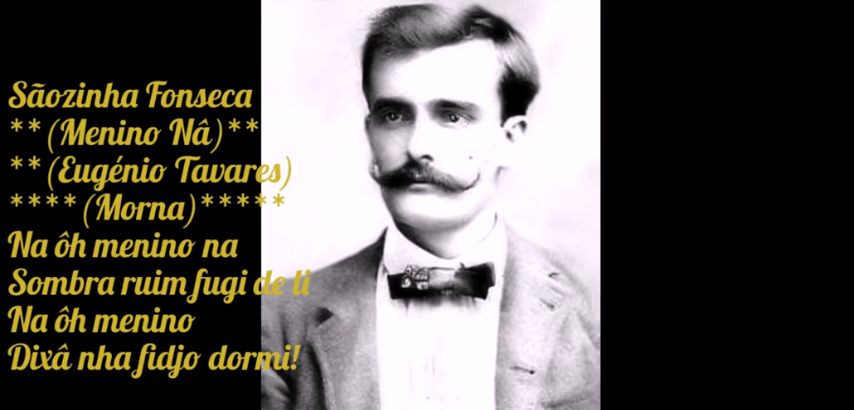 Sãozinha Fonseca
**(Menino Nâ)**
**(Eugénio Tavares)
****(Morna)*****
Na ôh menino na
Sombra ruim fugi de li
Na ôh menino
Dixâ nha fidjo dormi!